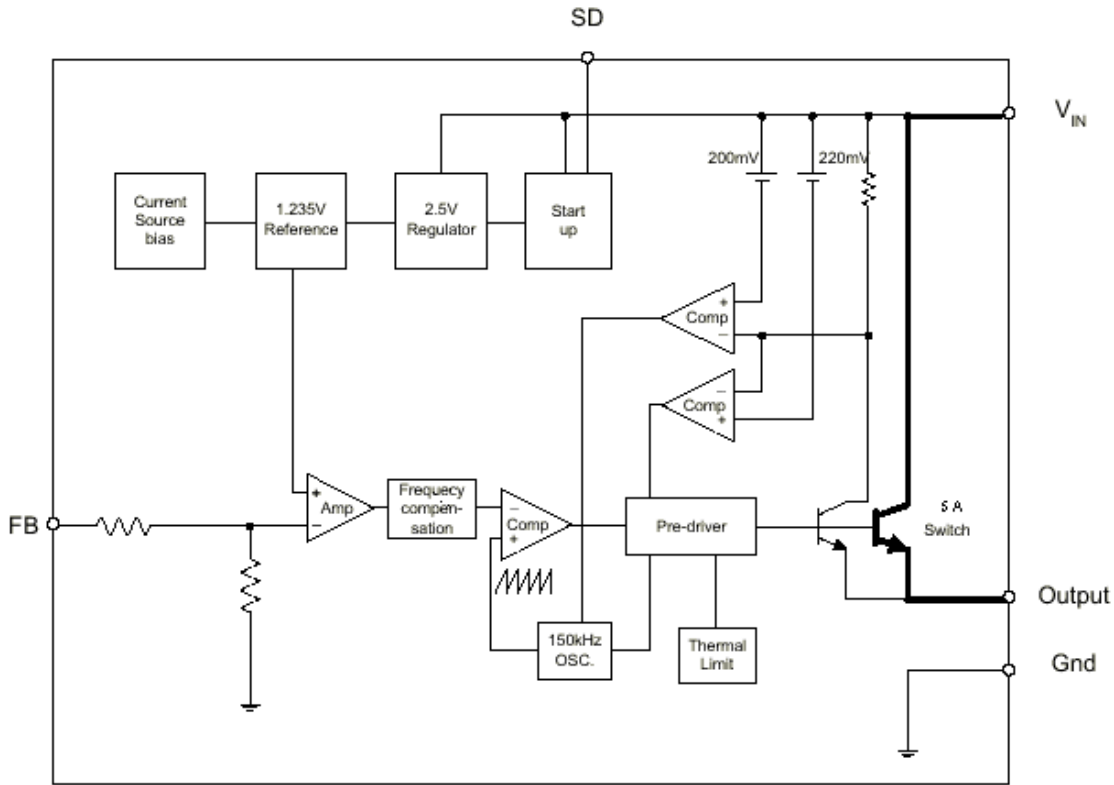 SD
V_IN
200mV
220mV
Current
Source
bias
1.235V
Reference
2.5V
Regulator
Start
up
+
Comp
−
−
Comp
+
FB
+
Amp
−
Frequecy
compen-
sation
−
Comp
+
Pre-driver
5 A
Switch
150kHz
OSC.
Thermal
Limit
Output
Gnd